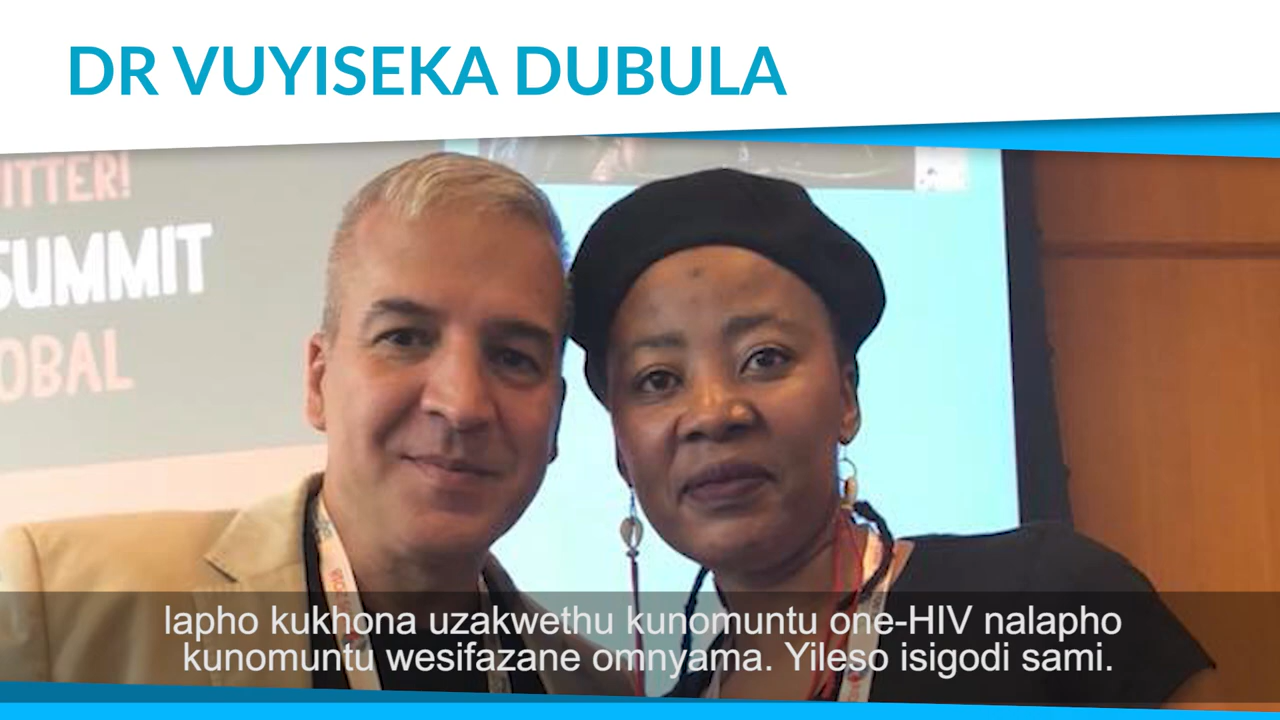 DR VUYISEKA DUBULA
ITTER!
SUMMIT
OBAL
lapho kukhona uzakwethu kunomuntu one-HIV nalapho
kunomuntu wesifazane omnyama. Yileso isigodi sami.